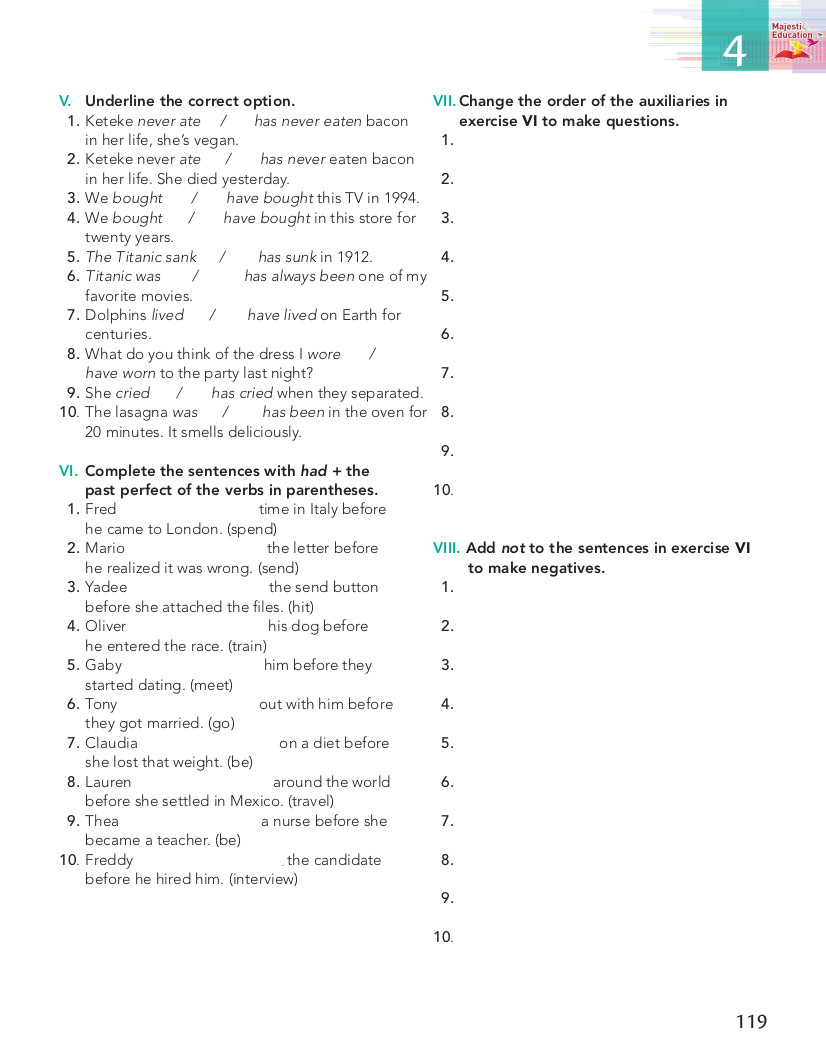 4
Majesti
Education
V. Underline the correct option.
1. Keteke never ate / has never eaten bacon
in her life, she's vegan.
2. Keteke never ate / has never eaten bacon
in her life. She died yesterday.
3. We bought / have bought this TV in 1994.
4. We bought / have bought in this store for
twenty years.
5. The Titanic sank / has sunk in 1912.
6. Titanic was / has always been one of my
favorite movies.
7. Dolphins lived / have lived on Earth for
centuries.
8. What do you think of the dress I wore /
have worn to the party last night?
9. She cried / has cried when they separated.
10. The lasagna was / has been in the oven for
20 minutes. It smells deliciously.
VI. Complete the sentences with had + the
past perfect of the verbs in parentheses.
1. Fred time in Italy before
he came to London. (spend)
2. Mario the letter before
he realized it was wrong. (send)
3. Yadee the send button
before she attached the files. (hit)
4. Oliver his dog before
he entered the race. (train)
5. Gaby him before they
started dating. (meet)
6. Tony out with him before
they got married. (go)
7. Claudia on a diet before
she lost that weight. (be)
8. Lauren around the world
before she settled in Mexico. (travel)
9. Thea a nurse before she
became a teacher. (be)
10. Freddy the candidate
before he hired him. (interview)
VII. Change the order of the auxiliaries in
exercise VI to make questions.
1.
2.
3.
4.
5.
6.
7.
8.
9.
10.
VIII. Add not to the sentences in exercise VI
to make negatives.
1.
2.
3.
4.
5.
6.
7.
8.
9.
10.
119